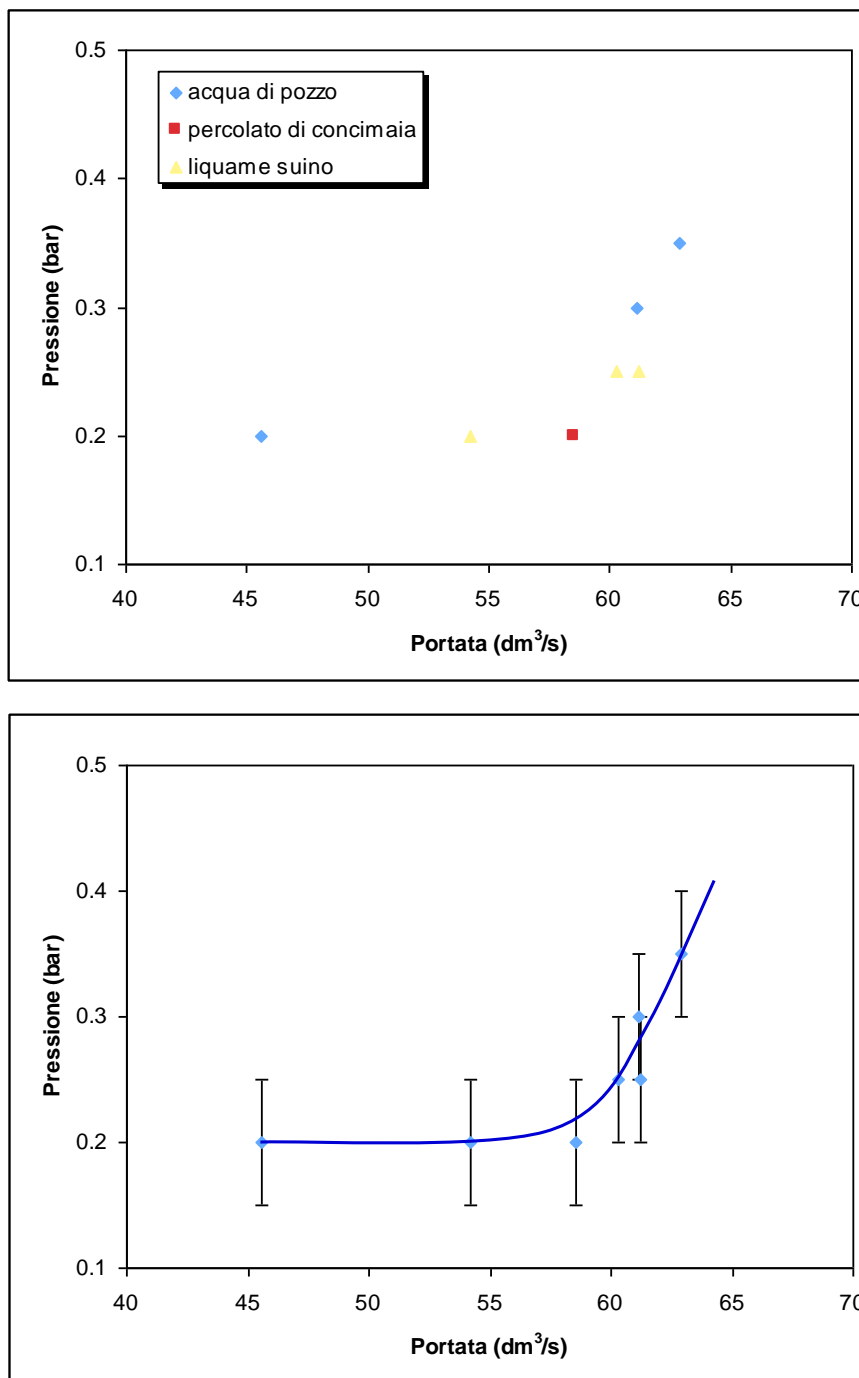 0.5
acqua di pozzo
percolato di concimaia
liquame suino
0.4
0.3
0.2
0.1
Pressione (bar)
40 45 50 55 60 65 70
Portata (dm³/s)
0.5
0.4
0.3
0.2
0.1
Pressione (bar)
40 45 50 55 60 65 70
Portata (dm³/s)